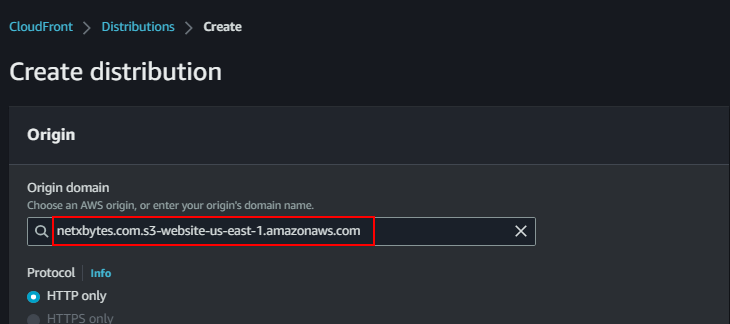 CloudFront > Distributions > Create
Create distribution
Origin
Origin domain
Choose an AWS origin, or enter your origin's domain name.
netxbytes.com.s3-website-us-east-1.amazonaws.com
Protocol | Info
HTTP only
HTTPS only